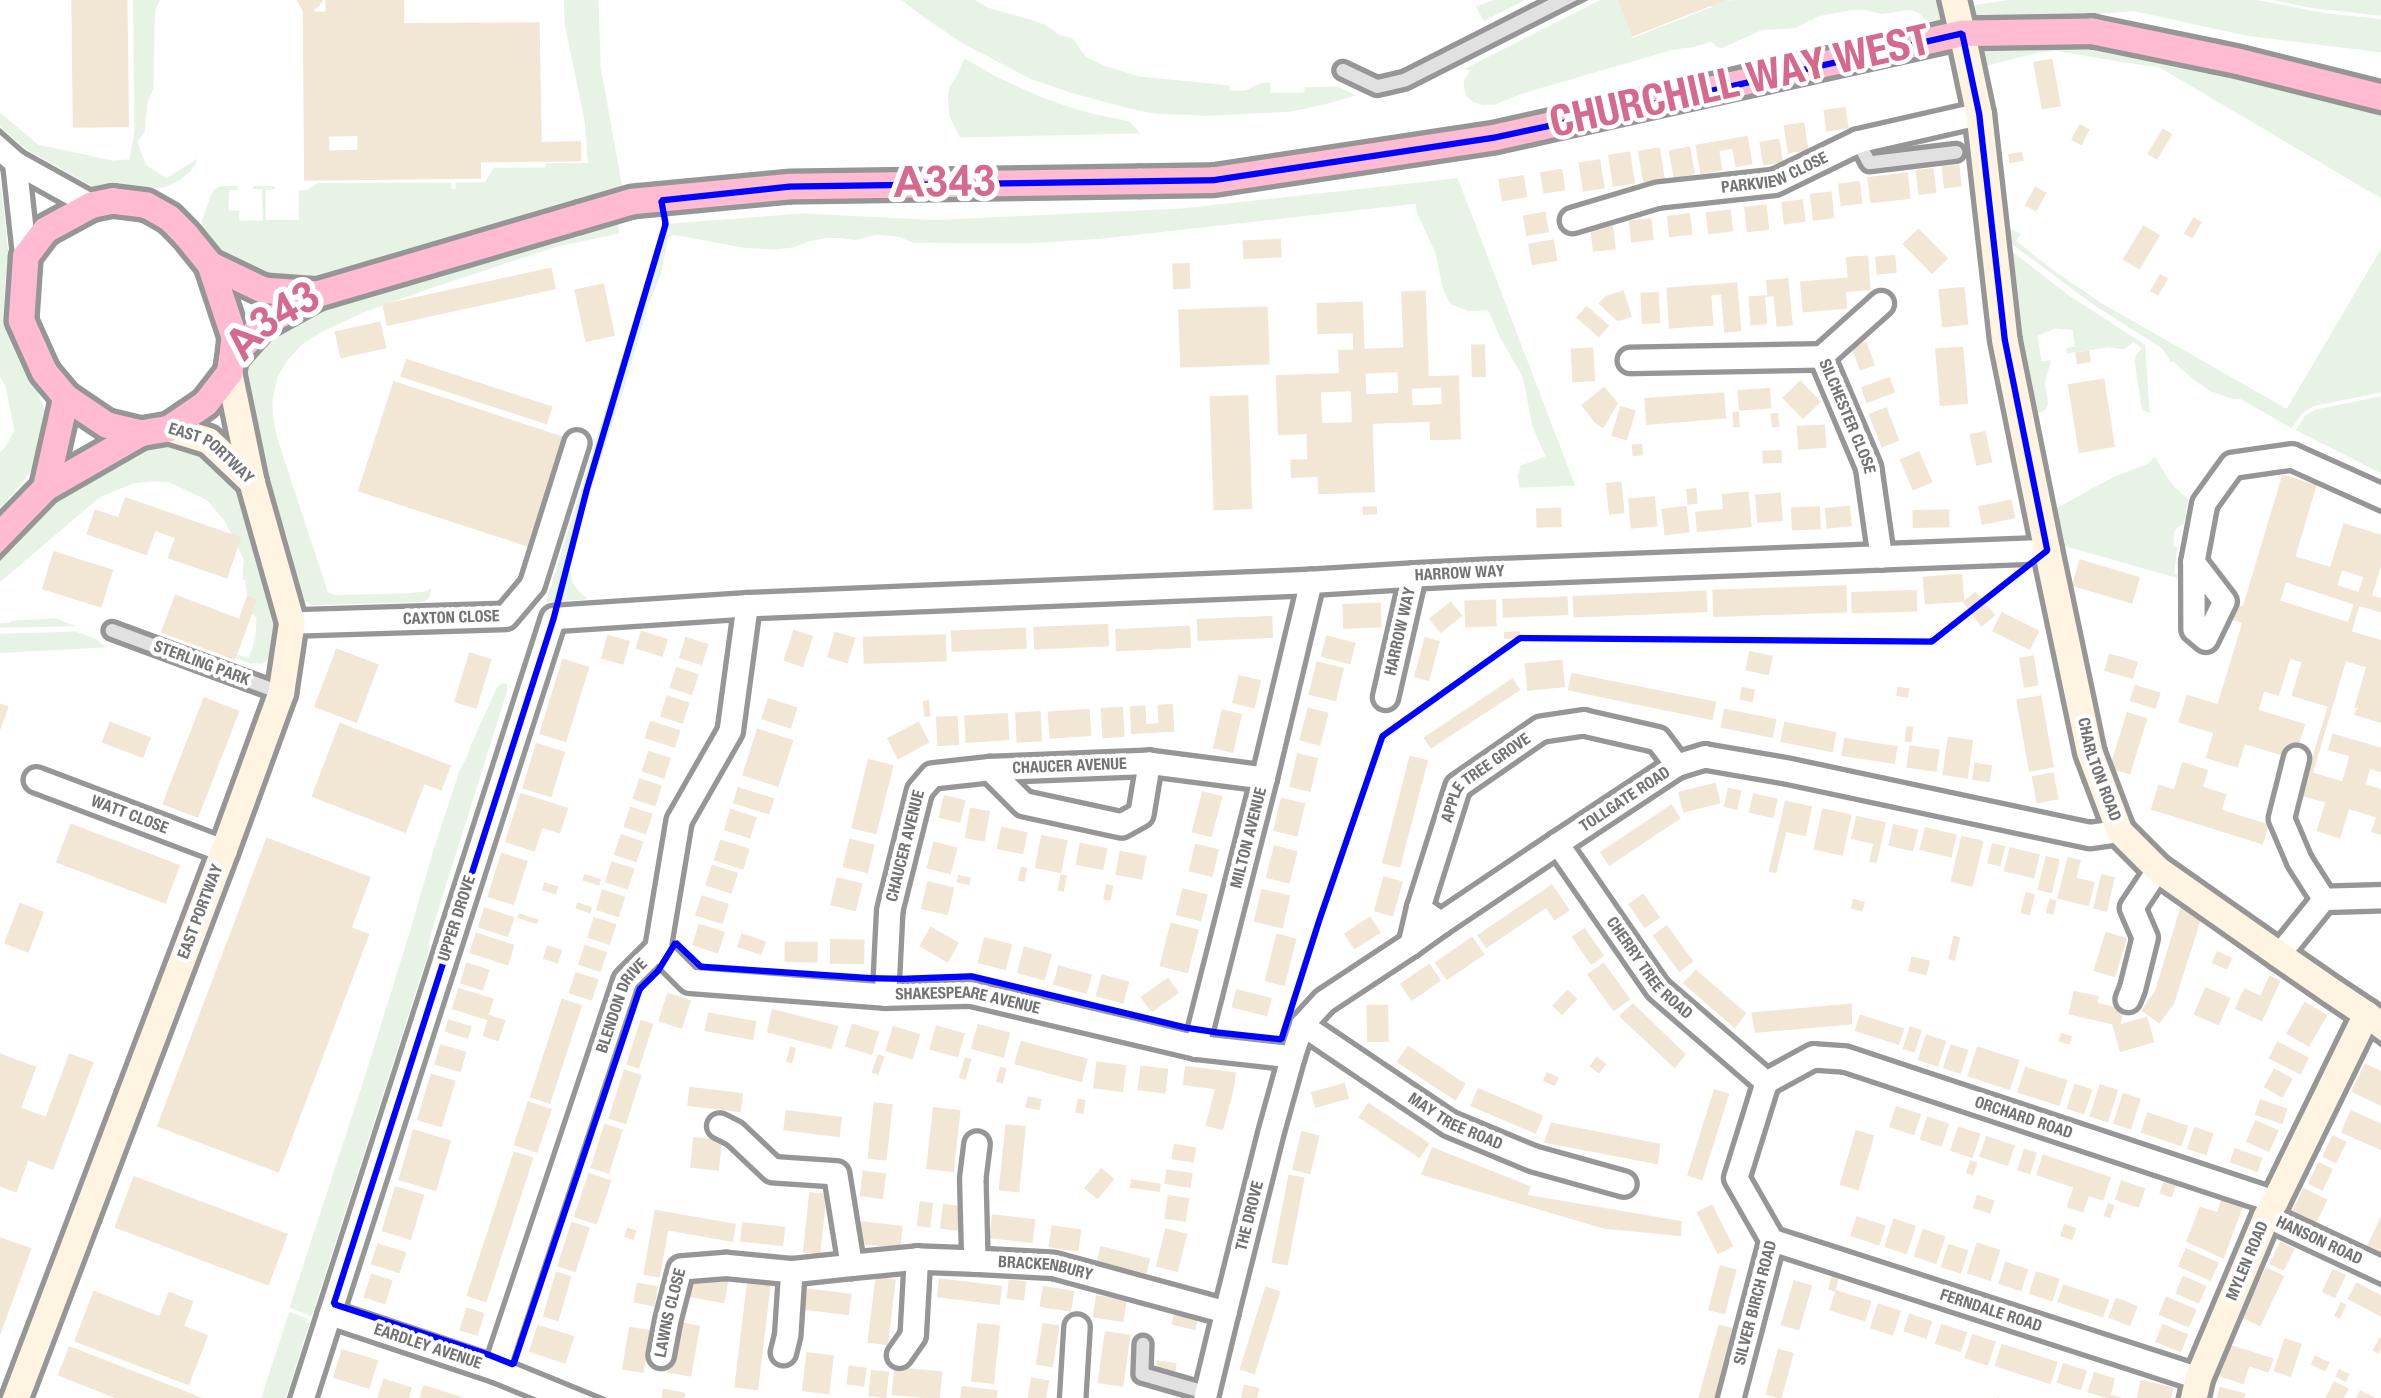 CHURCHILL WAY WEST
A343
PARKVIEW CLOSE
A343
SILCHESTER CLOSE
EAST PORTWAY
HARROW WAY
HARROW WAY
CAXTON CLOSE
STERLING PARK
CHARLTON ROAD
CHAUCER AVENUE
APPLE TREE GROVE
TOLLGATE ROAD
WATT CLOSE
CHAUCER AVENUE
MILTON AVENUE
EAST PORTWAY
UPPER DROVE
CHERRY TREE ROAD
BLENDON DRIVE
SHAKESPEARE AVENUE
MAY TREE ROAD
ORCHARD ROAD
THE DROVE
HANSON ROAD
MYLEN ROAD
BRACKENBURY
LAWNS CLOSE
SILVER BIRCH ROAD
FERNDALE ROAD
EARDLEY AVENUE